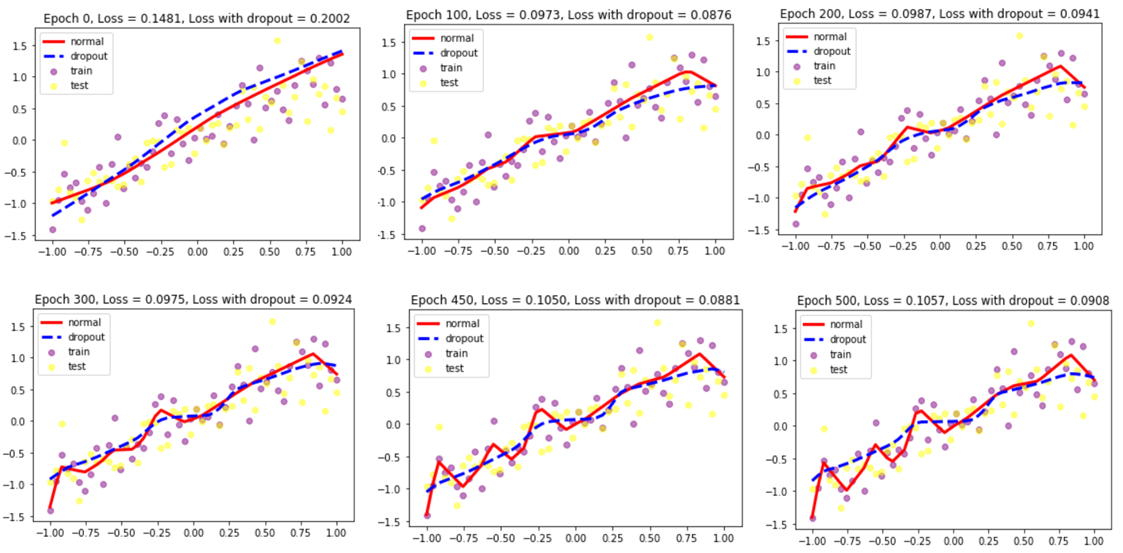 Epoch 0, Loss = 0.1481, Loss with dropout = 0.2002
1.5
1.0
0.5
0.0
−0.5
−1.0
−1.5
normal
dropout
train
test
−1.00 −0.75 −0.50 −0.25 0.00 0.25 0.50 0.75 1.00
Epoch 100, Loss = 0.0973, Loss with dropout = 0.0876
1.5
1.0
0.5
0.0
−0.5
−1.0
−1.5
normal
dropout
train
test
−1.00 −0.75 −0.50 −0.25 0.00 0.25 0.50 0.75 1.00
Epoch 200, Loss = 0.0987, Loss with dropout = 0.0941
1.5
1.0
0.5
0.0
−0.5
−1.0
−1.5
normal
dropout
train
test
−1.00 −0.75 −0.50 −0.25 0.00 0.25 0.50 0.75 1.00
Epoch 300, Loss = 0.0975, Loss with dropout = 0.0924
1.5
1.0
0.5
0.0
−0.5
−1.0
−1.5
normal
dropout
train
test
−1.00 −0.75 −0.50 −0.25 0.00 0.25 0.50 0.75 1.00
Epoch 450, Loss = 0.1050, Loss with dropout = 0.0881
1.5
1.0
0.5
0.0
−0.5
−1.0
−1.5
normal
dropout
train
test
−1.00 −0.75 −0.50 −0.25 0.00 0.25 0.50 0.75 1.00
Epoch 500, Loss = 0.1057, Loss with dropout = 0.0908
1.5
1.0
0.5
0.0
−0.5
−1.0
−1.5
normal
dropout
train
test
−1.00 −0.75 −0.50 −0.25 0.00 0.25 0.50 0.75 1.00